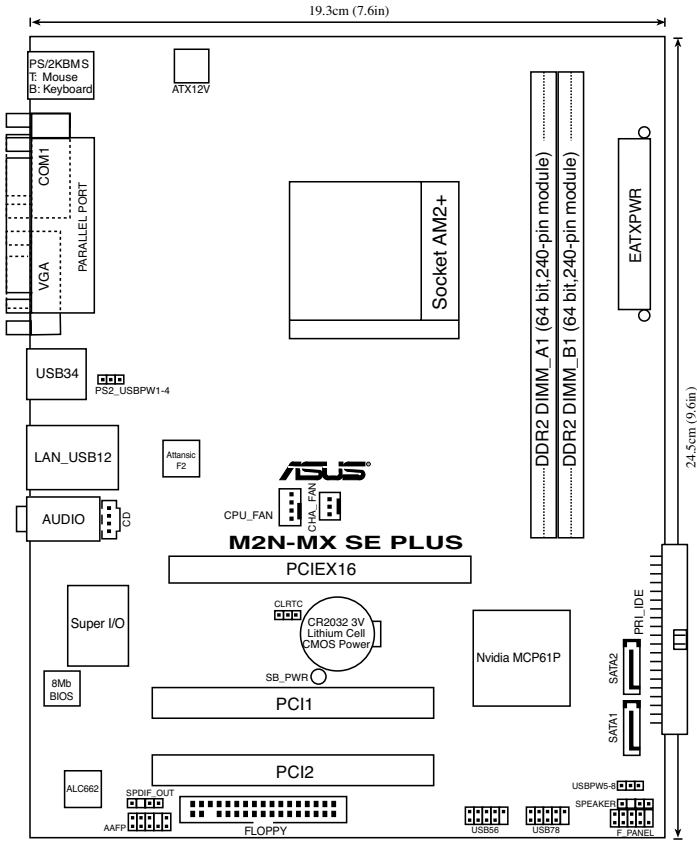 19.3cm (7.6in)
PS/2KBMS
T: Mouse
B: Keyboard
ATX12V
COM1
PARALLEL PORT
VGA
Socket AM2+
DDR2 DIMM_A1 (64 bit,240-pin module)
DDR2 DIMM_B1 (64 bit,240-pin module)
EATXPWR
24.5cm (9.6in)
USB34
PS2_USBPW1-4
LAN_USB12
Attansic
F2
ASUS
AUDIO
CD
CPU_FAN
CHA_ FAN
M2N-MX SE PLUS
PCIEX16
PRI_IDE
Super I/O
CLRTC
CR2032 3V
Lithium Cell
CMOS Power
Nvidia MCP61P
SATA2
SB_PWR
8Mb
BIOS
PCI1
SATA1
PCI2
ALC662
SPDIF_OUT
USBPW5-8
SPEAKER
AAFP
FLOPPY
USB56
USB78
F_PANEL